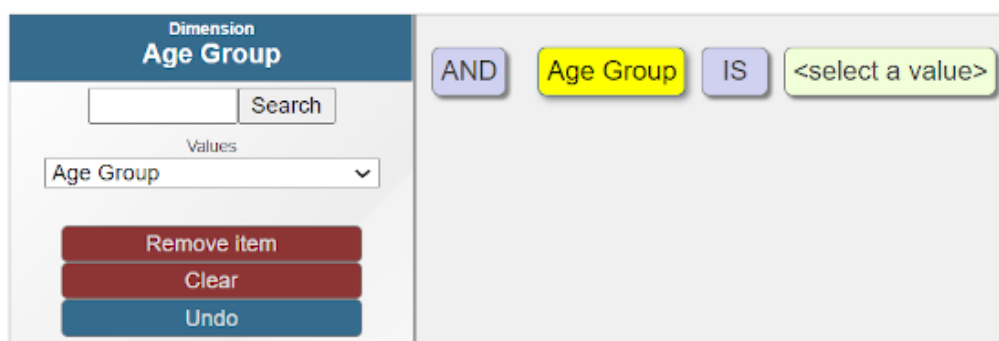 Dimension
Age Group
Search
Values
Age Group
Remove item
Clear
Undo
AND Age Group IS <select a value>